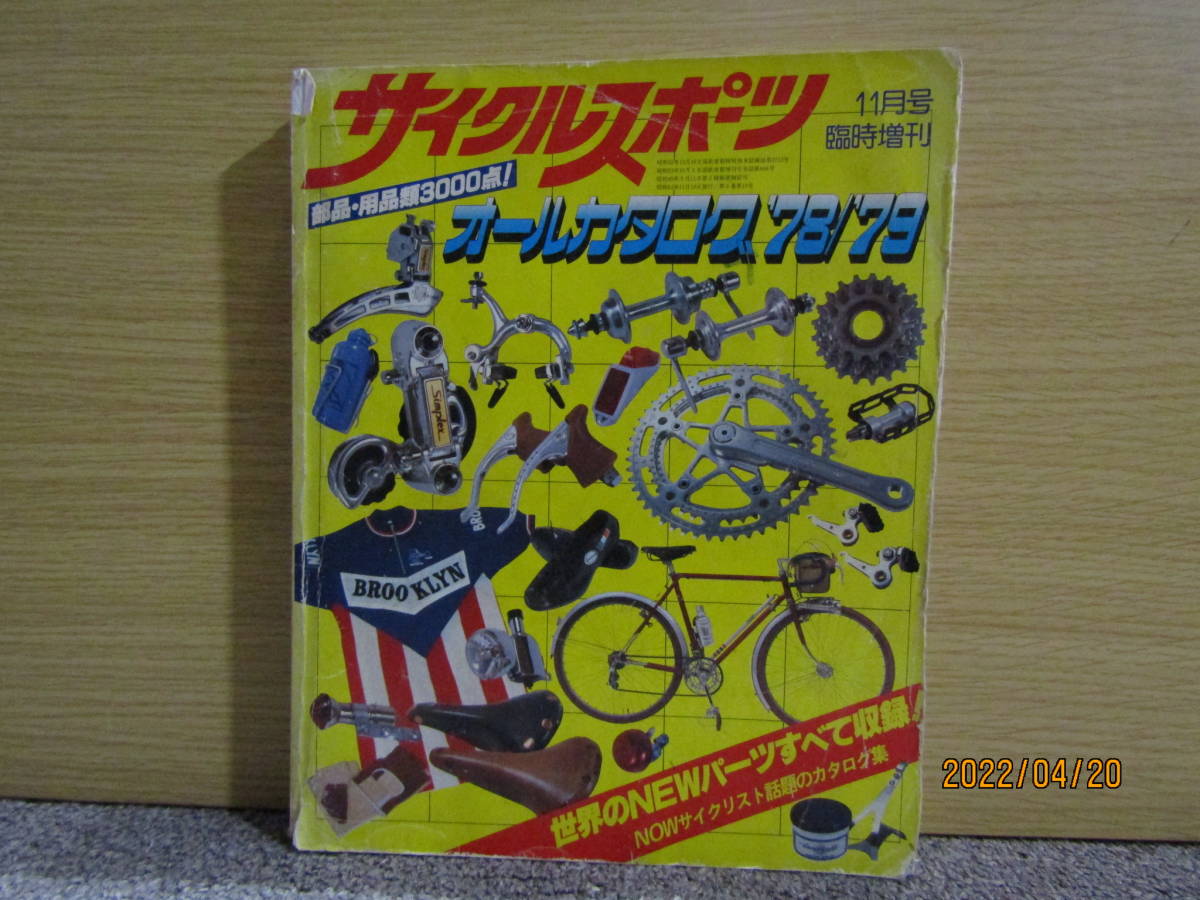 サイクルスポーツ
11月号
臨時増刊
部品・用品類3000点!
オールカタログ'78/'79
Simplex
BROOKLYN
世界のNEWパーツすべて収録!
NOWサイクリスト話題のカタログ集
2022/04/20